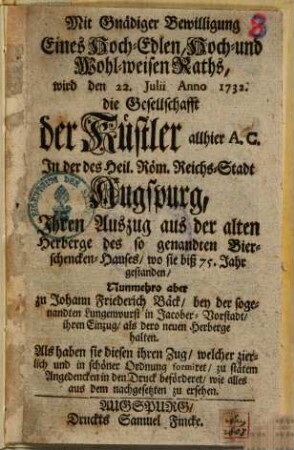 Mit Gnädiger Bewilligung
Eines Hoch-Edlen, Hoch- und
Wohl-weisen Raths,
wird den 22. Julii Anno 1732.
die Gesellschafft
der Küstler allhier A. C.
In der des Heil. Röm. Reichs-Stadt
Augspurg,
Ihren Auszug aus der alten
Herberge des so genandten Bier-
schencken-Hauses, wo sie biß 75. Jahr
gestanden,
Nunmehro aber
zu Johann Friederich Bäck, bey der soge-
nandten Lungenwurst in Jacober-Vorstadt,
ihren Einzug, als dero neuen Herberge
halten.
Als haben sie diesen ihren Zug, welcher zier-
lich und in schöner Ordnung formiret, zu stätem
Angedencken in den Druck befördert, wie alles
aus dem nachgesetzten zu ersehen.
AUGSPURG,
Druckts Samuel Fincke.